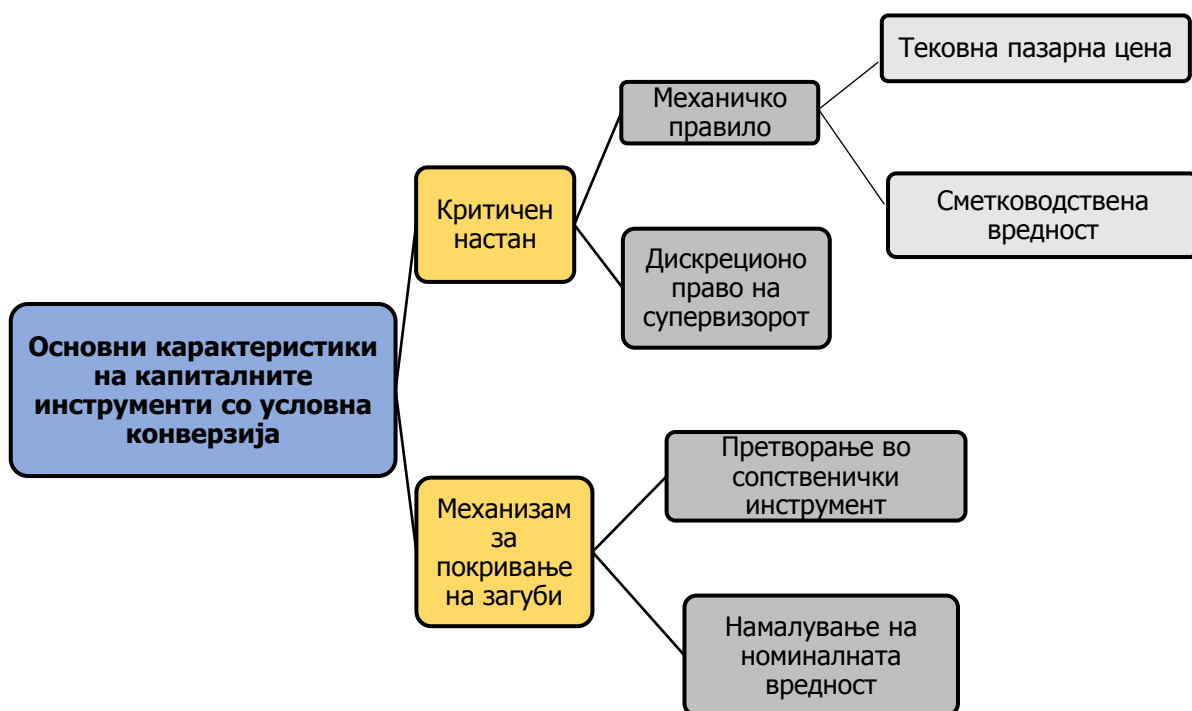 Основни карактеристики
на капиталните
инструменти со условна
конверзија
Критичен
настан
Механичко
правило
Тековна пазарна цена
Сметководствена
вредност
Дискреционо
право на
супервизорот
Механизам
за
покривање
на загуби
Претворање во
сопственички
инструмент
Намалување на
номиналната
вредност